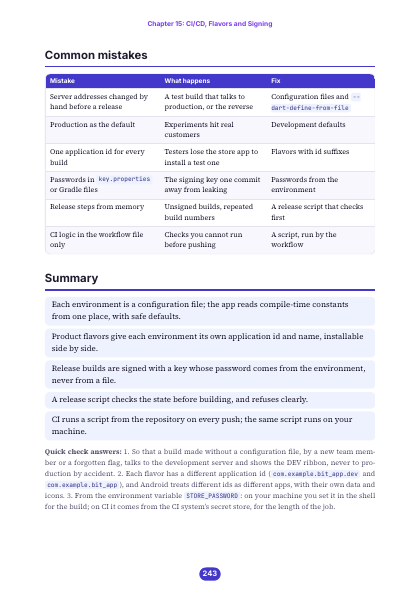 Chapter 15: CI/CD, Flavors and Signing
Common mistakes
Mistake What happens Fix
Server addresses changed by hand before a release A test build that talks to production, or the reverse Configuration files and --dart-define-from-file
Production as the default Experiments hit real customers Development defaults
One application id for every build Testers lose the store app to install a test one Flavors with id suffixes
Passwords in key.properties or Gradle files The signing key one commit away from leaking Passwords from the environment
Release steps from memory Unsigned builds, repeated build numbers A release script that checks first
CI logic in the workflow file only Checks you cannot run before pushing A script, run by the workflow
Summary
Each environment is a configuration file; the app reads compile-time constants
from one place, with safe defaults.
Product flavors give each environment its own application id and name, installable
side by side.
Release builds are signed with a key whose password comes from the environment,
never from a file.
A release script checks the state before building, and refuses clearly.
CI runs a script from the repository on every push; the same script runs on your
machine.
Quick check answers: 1. So that a build made without a configuration file, by a new team mem-
ber or a forgotten flag, talks to the development server and shows the DEV ribbon, never to pro-
duction by accident. 2. Each flavor has a different application id (com.example.bit_app.dev and
com.example.bit_app), and Android treats different ids as different apps, with their own data and
icons. 3. From the environment variable STORE_PASSWORD: on your machine you set it in the shell
for the build; on CI it comes from the CI system's secret store, for the length of the job.
243